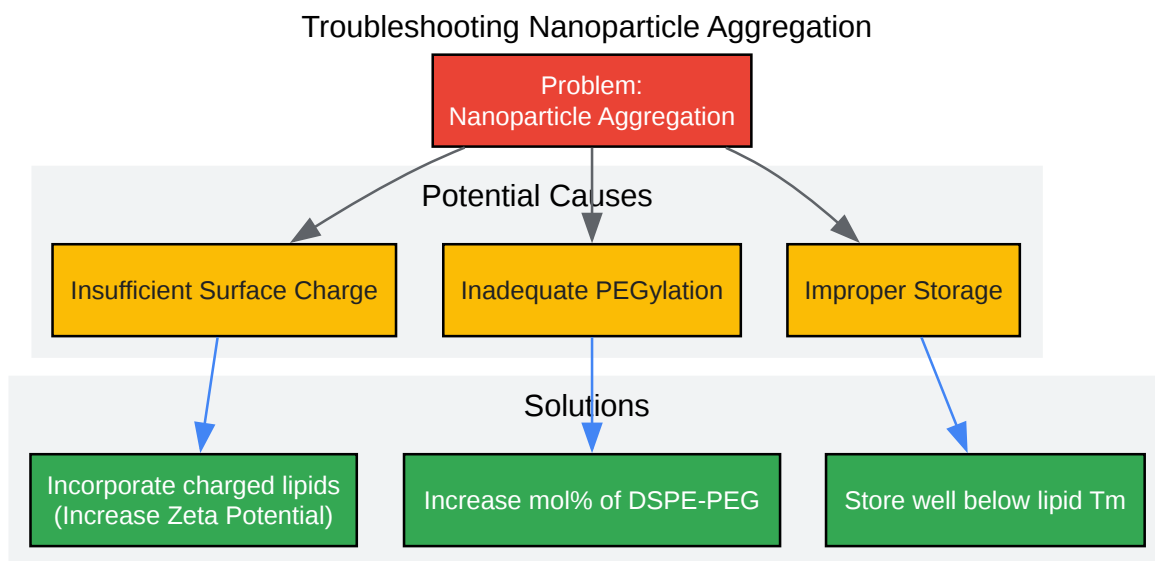 Troubleshooting Nanoparticle Aggregation
Problem:
Nanoparticle Aggregation
Potential Causes
Insufficient Surface Charge
Inadequate PEGylation
Improper Storage
Solutions
Incorporate charged lipids
(Increase Zeta Potential)
Increase mol% of DSPE-PEG
Store well below lipid Tm